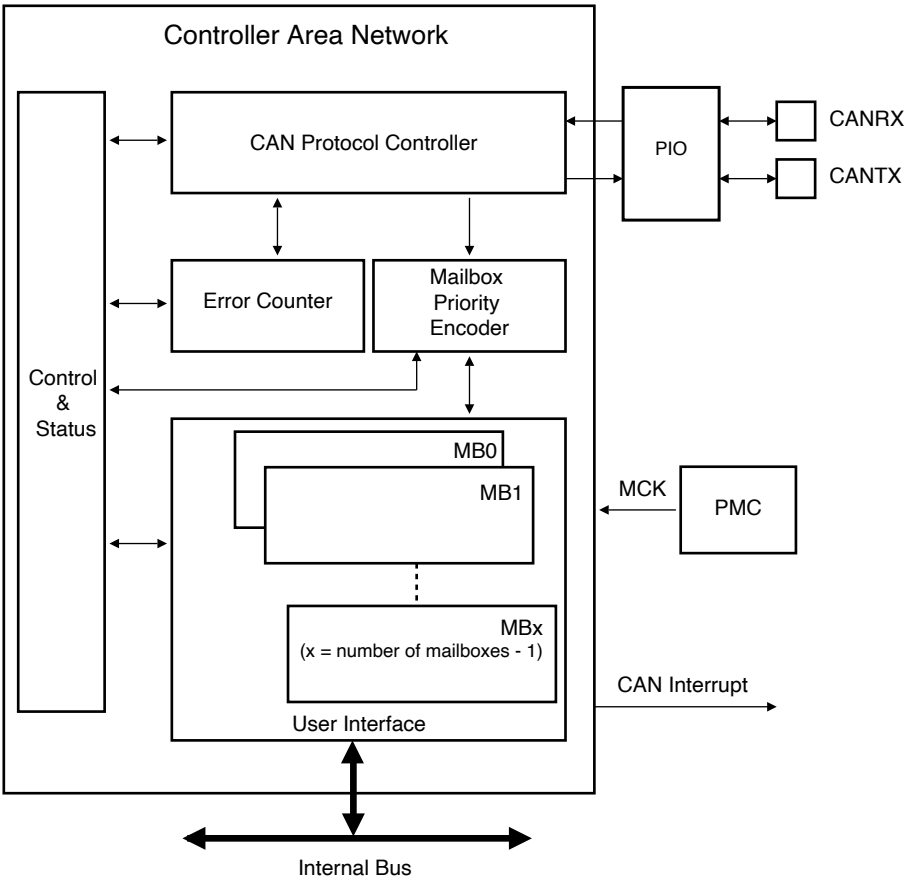 Controller Area Network
CAN Protocol Controller
PIO
CANRX
CANTX
Error Counter
Mailbox
Priority
Encoder
Control
&
Status
MB0
MB1
MCK
PMC
MBx
(x = number of mailboxes - 1)
CAN Interrupt
User Interface
Internal Bus